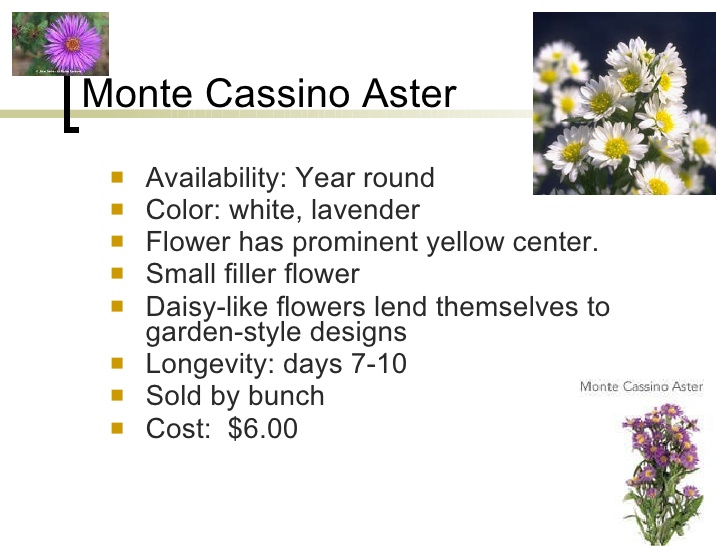 Monte Cassino Aster
Availability: Year round
Color: white, lavender
Flower has prominent yellow center.
Small filler flower
Daisy-like flowers lend themselves to
garden-style designs
Longevity: days 7-10
Sold by bunch
Cost:  $6.00
Monte Cassino Aster